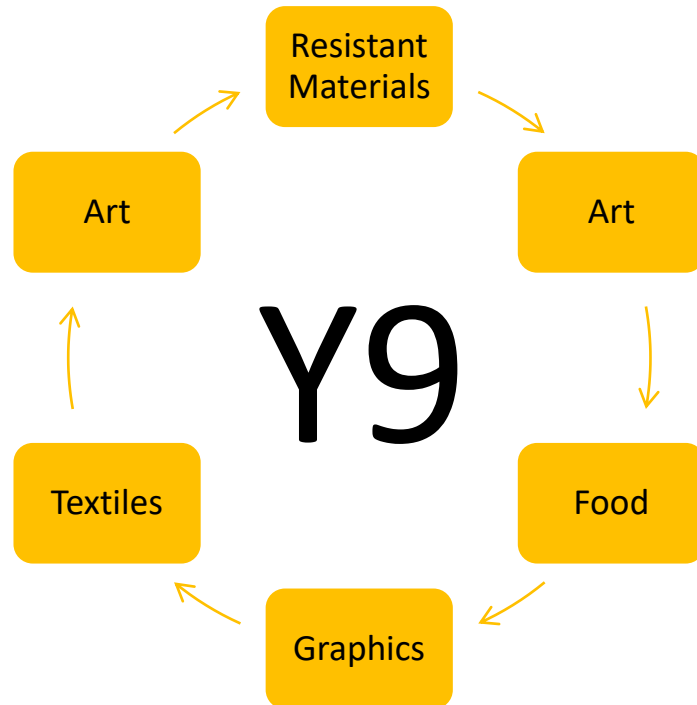 Resistant
Materials
Art
Art
Y9
Textiles
Food
Graphics